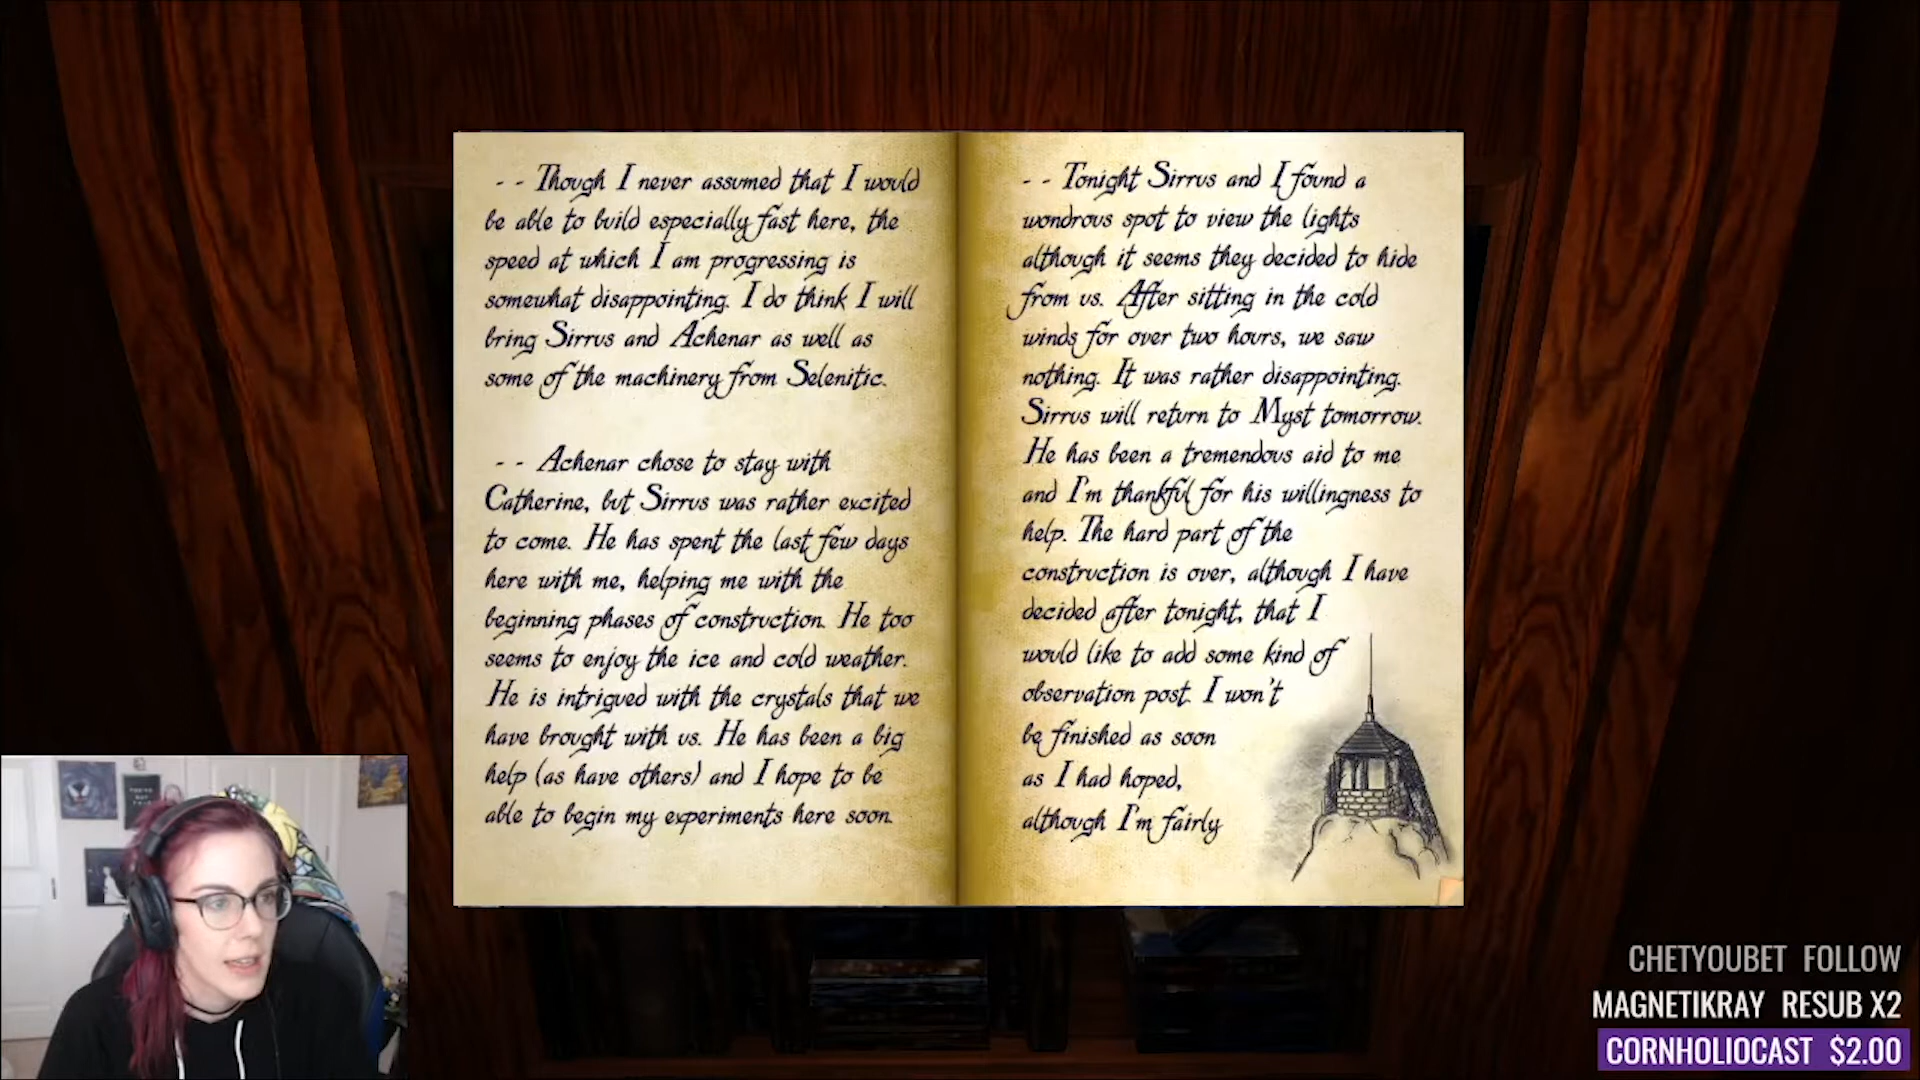 - - Though I never assumed that I would
be able to build especially fast here, the
speed at which I am progressing is
somewhat disappointing. I do think I will
bring Sirrus and Achenar as well as
some of the machinery from Selenitic.
- - Achenar chose to stay with
Catherine, but Sirrus was rather excited
to come. He has spent the last few days
here with me, helping me with the
beginning phases of construction. He too
seems to enjoy the ice and cold weather.
He is intrigued with the crystals that we
have brought with us. He has been a big
help (as have others) and I hope to be
able to begin my experiments here soon.
- - Tonight Sirrus and I found a
wondrous spot to view the lights
although it seems they decided to hide
from us. After sitting in the cold
winds for over two hours, we saw
nothing. It was rather disappointing.
Sirrus will return to Myst tomorrow.
He has been a tremendous aid to me
and I'm thankful for his willingness to
help. The hard part of the
construction is over, although I have
decided after tonight, that I
would like to add some kind of
observation post. I won't
be finished as soon
as I had hoped,
although I'm fairly
CHETYOUBET FOLLOW
MAGNETIKRAY RESUB X2
CORNHOLIOCAST $2.00